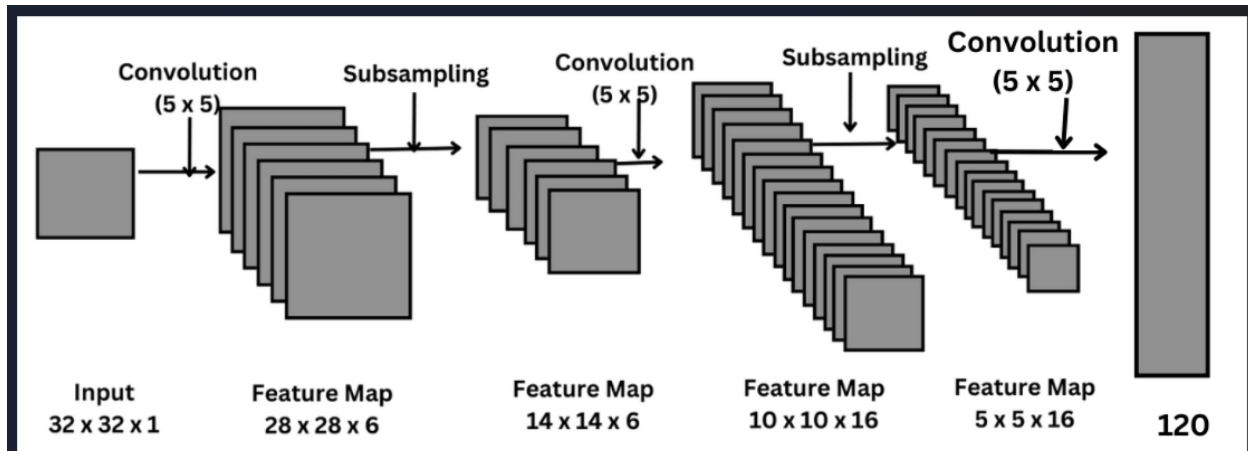 Convolution
(5 x 5)
Subsampling
Convolution
(5 x 5)
Subsampling
Convolution
(5 x 5)
Input
32 x 32 x 1
Feature Map
28 x 28 x 6
Feature Map
14 x 14 x 6
Feature Map
10 x 10 x 16
Feature Map
5 x 5 x 16
120